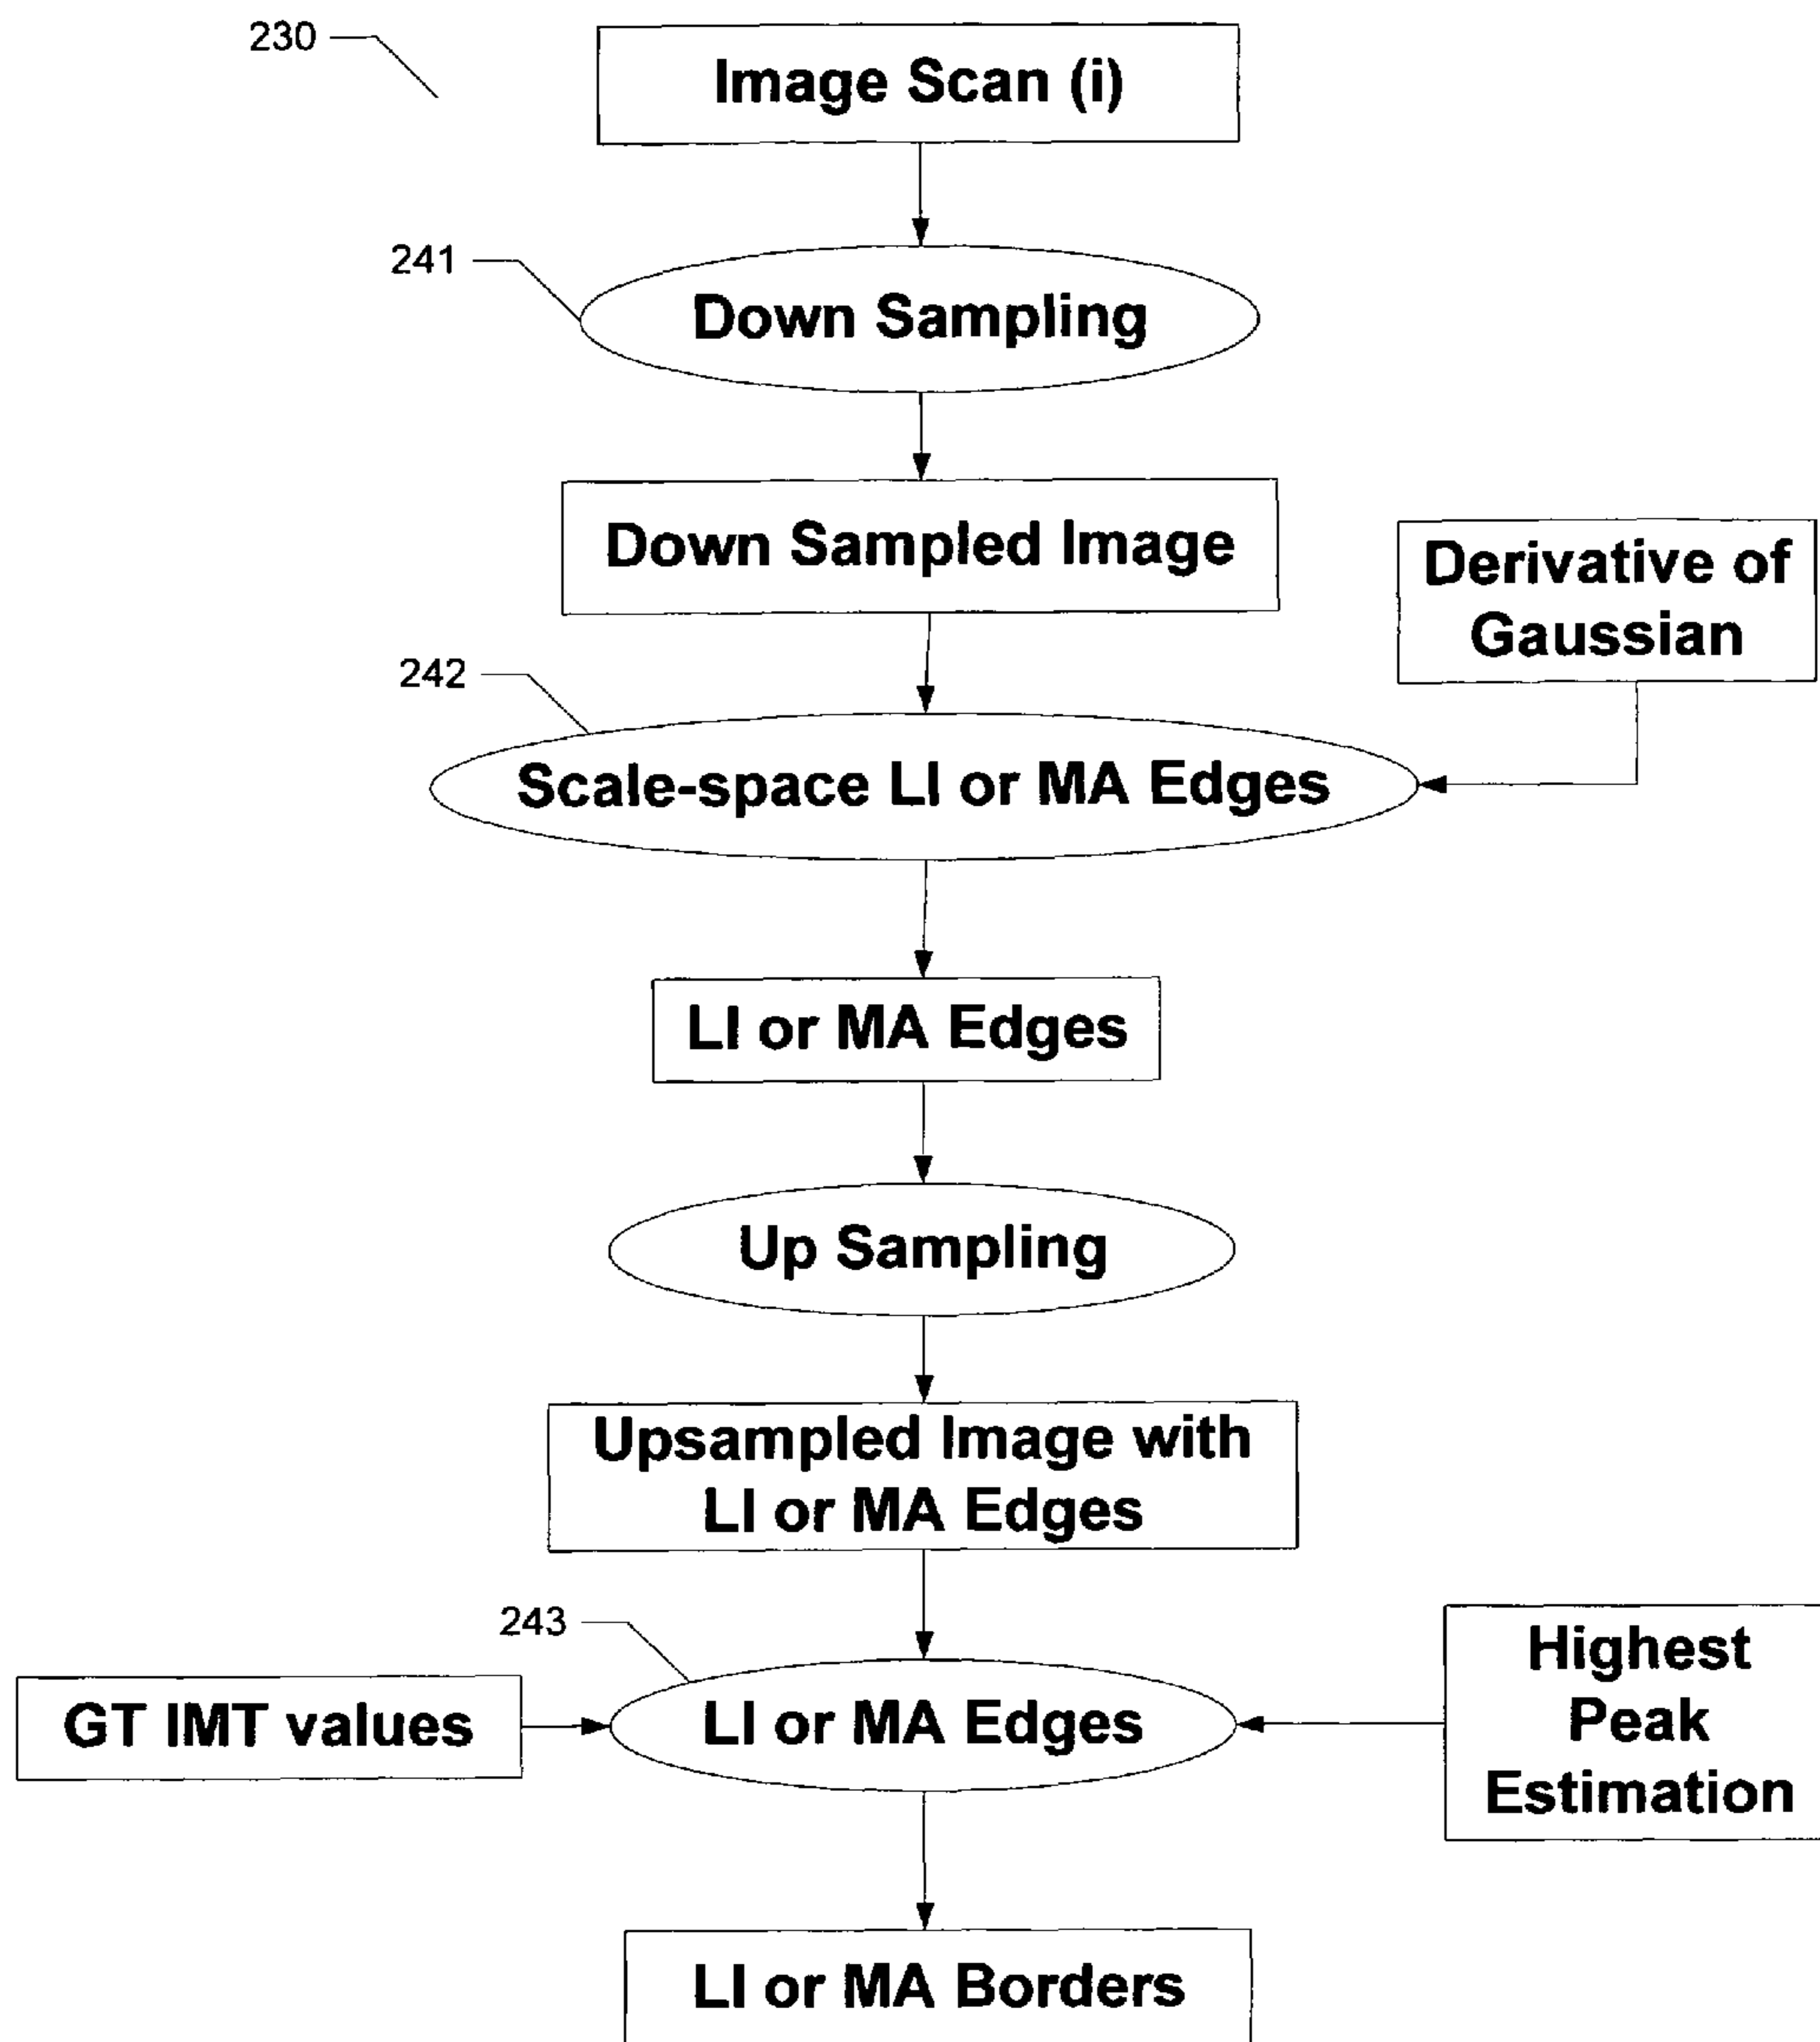 230
Image Scan (i)
241
Down Sampling
Down Sampled Image
Derivative of
Gaussian
242
Scale-space LI or MA Edges
LI or MA Edges
Up Sampling
Upsampled Image with
LI or MA Edges
243
GT IMT values
LI or MA Edges
Highest
Peak
Estimation
LI or MA Borders